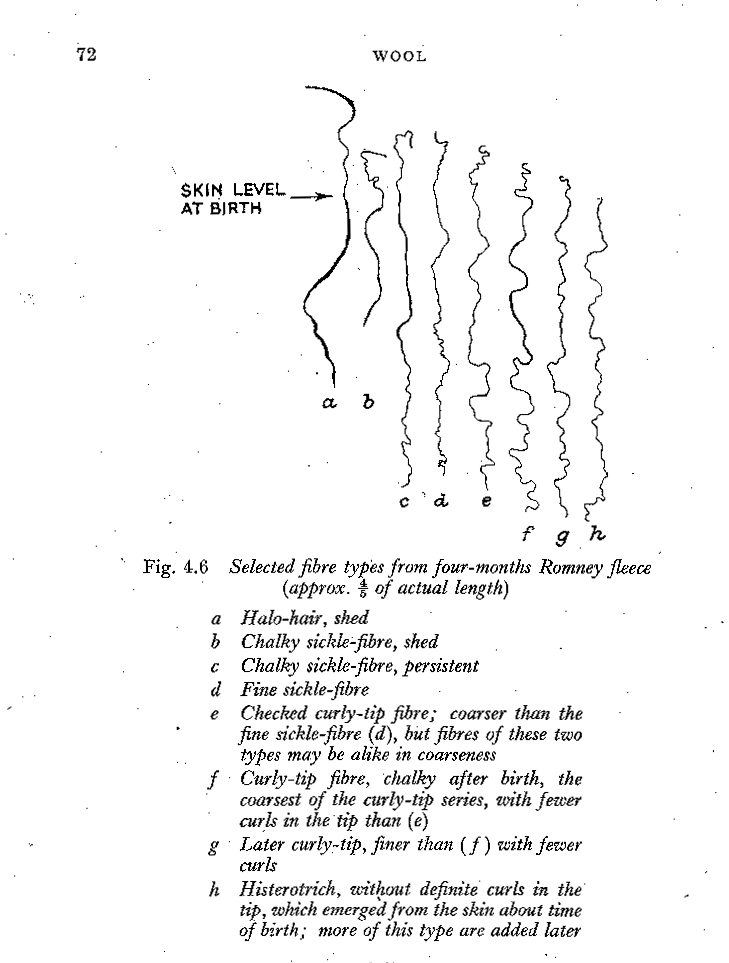 72
WOOL
SKIN LEVEL
AT BIRTH
a b
c d e
f g h
Fig. 4.6 Selected fibre types from four-months Romney fleece
(approx. 4/5 of actual length)
a Halo-hair, shed
b Chalky sickle-fibre, shed
c Chalky sickle-fibre, persistent
d Fine sickle-fibre
e Checked curly-tip fibre; coarser than the
fine sickle-fibre (d), but fibres of these two
types may be alike in coarseness
f Curly-tip fibre, chalky after birth, the
coarsest of the curly-tip series, with fewer
curls in the tip than (e)
g Later curly-tip, finer than (f) with fewer
curls
h Histerotrich, without definite curls in the
tip, which emerged from the skin about time
of birth; more of this type are added later